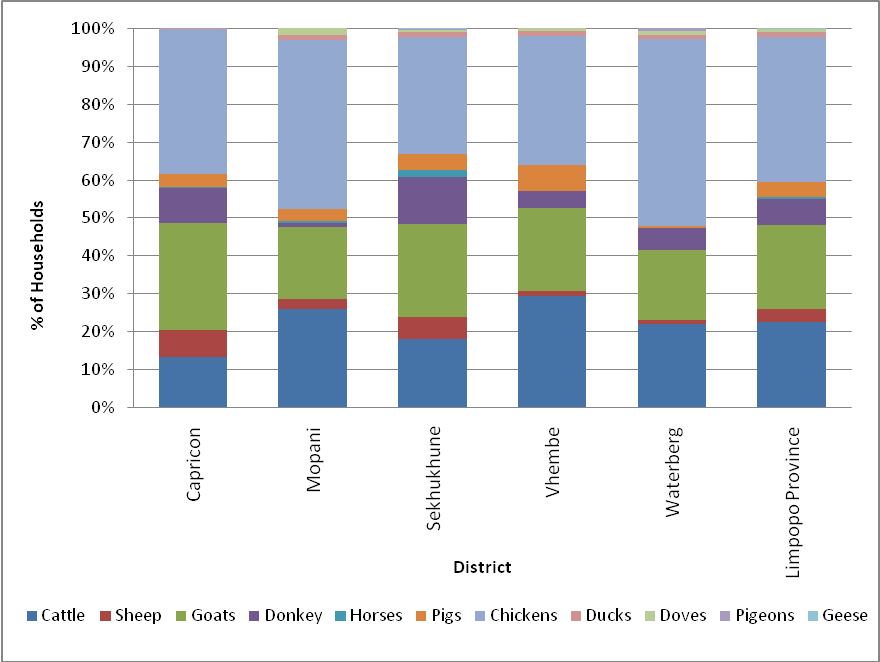 100%
90%
80%
70%
60%
50%
40%
30%
20%
10%
0%
% of Households
Capricon
Mopani
Sekhukhune
Vhembe
Waterberg
Limpopo Province
District
Cattle Sheep Goats Donkey Horses Pigs Chickens Ducks Doves Pigeons Geese